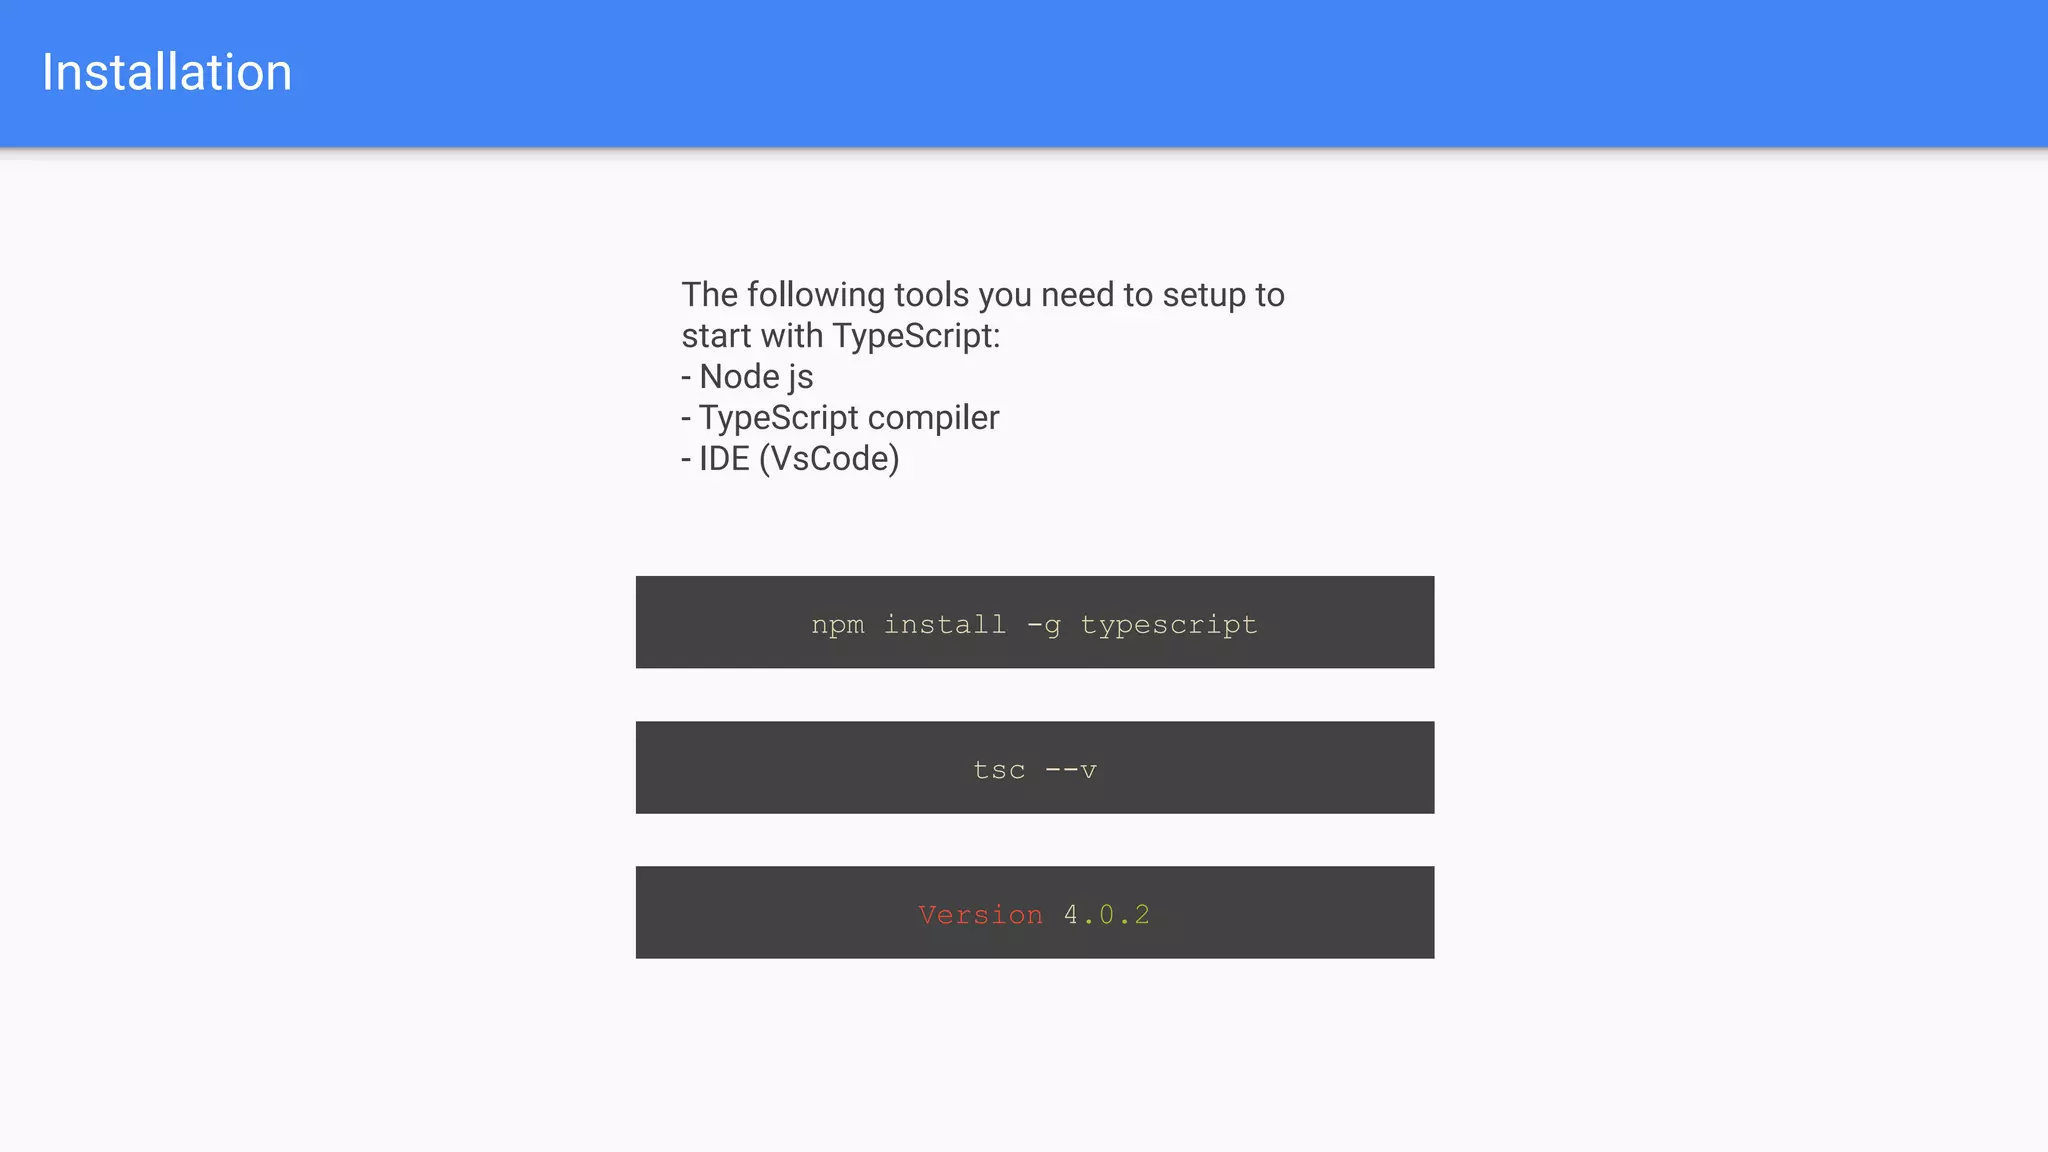 Installation
The following tools you need to setup to
start with TypeScript:
- Node js
- TypeScript compiler
- IDE (VsCode)
npm install -g typescript
tsc --v
Version 4.0.2